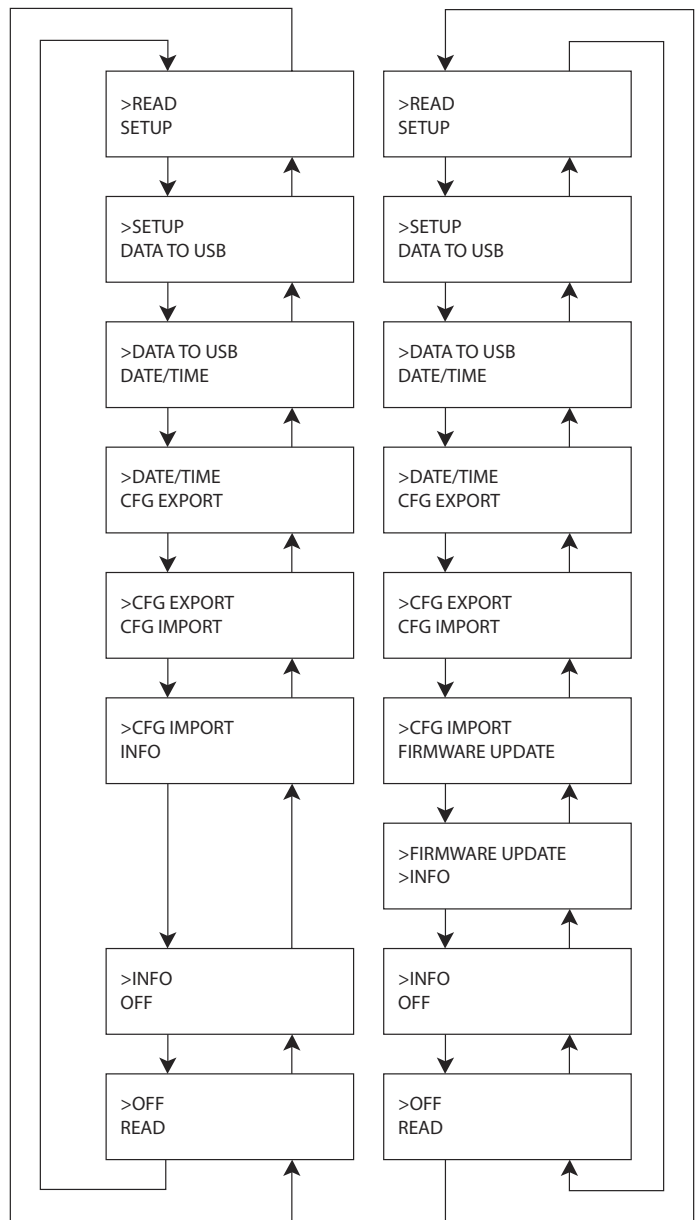 >READ
SETUP
>SETUP
DATA TO USB
>DATA TO USB
DATE/TIME
>DATE/TIME
CFG EXPORT
>CFG EXPORT
CFG IMPORT
>CFG IMPORT
INFO
>INFO
OFF
>OFF
READ
>READ
SETUP
>SETUP
DATA TO USB
>DATA TO USB
DATE/TIME
>DATE/TIME
CFG EXPORT
>CFG EXPORT
CFG IMPORT
>CFG IMPORT
FIRMWARE UPDATE
>FIRMWARE UPDATE
>INFO
>INFO
OFF
>OFF
READ